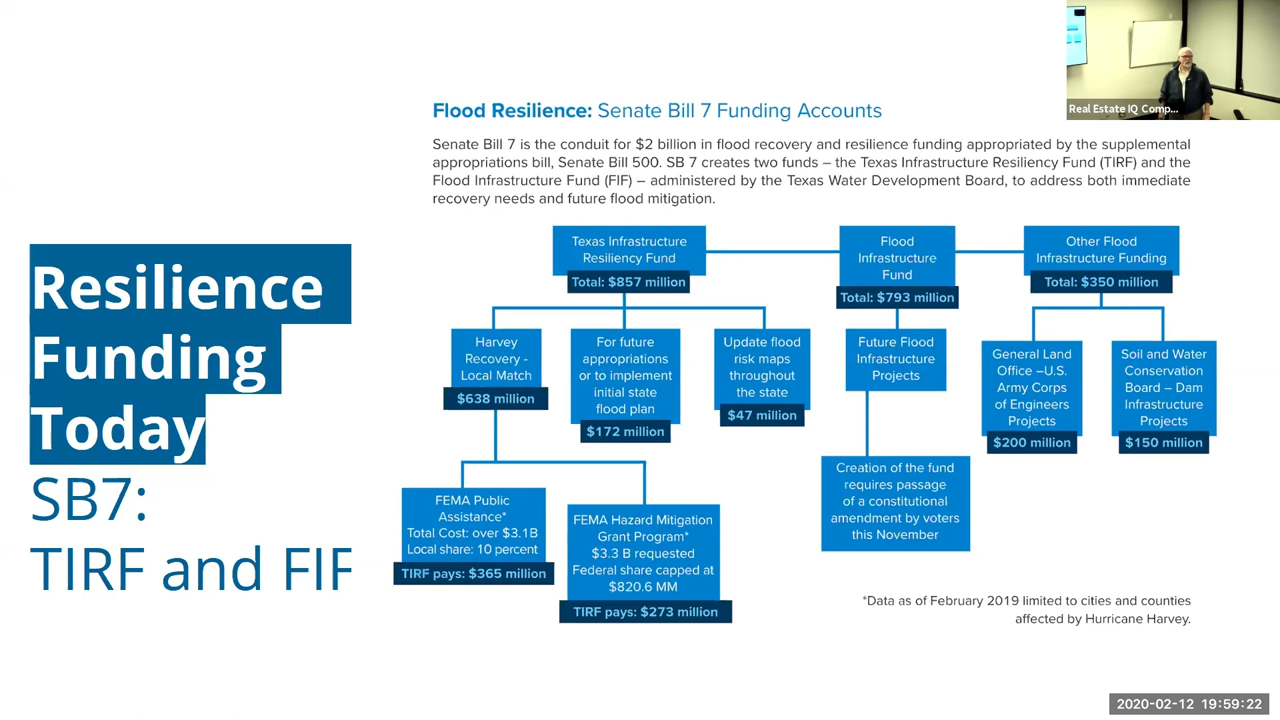 Real Estate IQ Comp...
Flood Resilience: Senate Bill 7 Funding Accounts
Senate Bill 7 is the conduit for $2 billion in flood recovery and resilience funding appropriated by the supplemental
appropriations bill, Senate Bill 500. SB 7 creates two funds – the Texas Infrastructure Resiliency Fund (TIRF) and the
Flood Infrastructure Fund (FIF) – administered by the Texas Water Development Board, to address both immediate
recovery needs and future flood mitigation.
Resilience
Funding
Today
SB7:
TIRF and FIF
Texas Infrastructure
Resiliency Fund
Total: $857 million
Flood
Infrastructure
Fund
Total: $793 million
Other Flood
Infrastructure Funding
Total: $350 million
Harvey
Recovery -
Local Match
$638 million
For future
appropriations
or to implement
initial state
flood plan
$172 million
Update flood
risk maps
throughout
the state
$47 million
Future Flood
Infrastructure
Projects
General Land
Office –U.S.
Army Corps
of Engineers
Projects
$200 million
Soil and Water
Conservation
Board – Dam
Infrastructure
Projects
$150 million
FEMA Public
Assistance*
Total Cost: over $3.1B
Local share: 10 percent
TIRF pays: $365 million
FEMA Hazard Mitigation
Grant Program*
$3.3 B requested
Federal share capped at
$820.6 MM
TIRF pays: $273 million
Creation of the fund
requires passage
of a constitutional
amendment by voters
this November
*Data as of February 2019 limited to cities and counties
affected by Hurricane Harvey.
2020-02-12 19:59:22